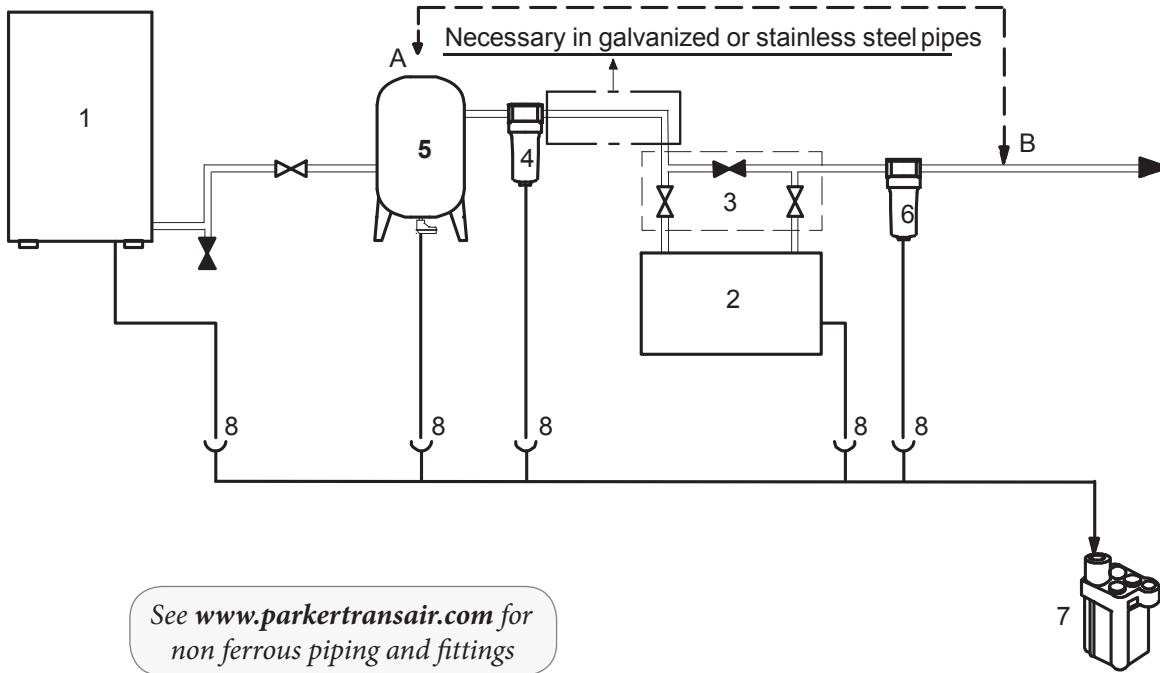 Necessary in galvanized or stainless steel pipes
A
1
5
4
B
3
6
2
8
8
8
8
8
7
See www.parkertransair.com for
non ferrous piping and fittings